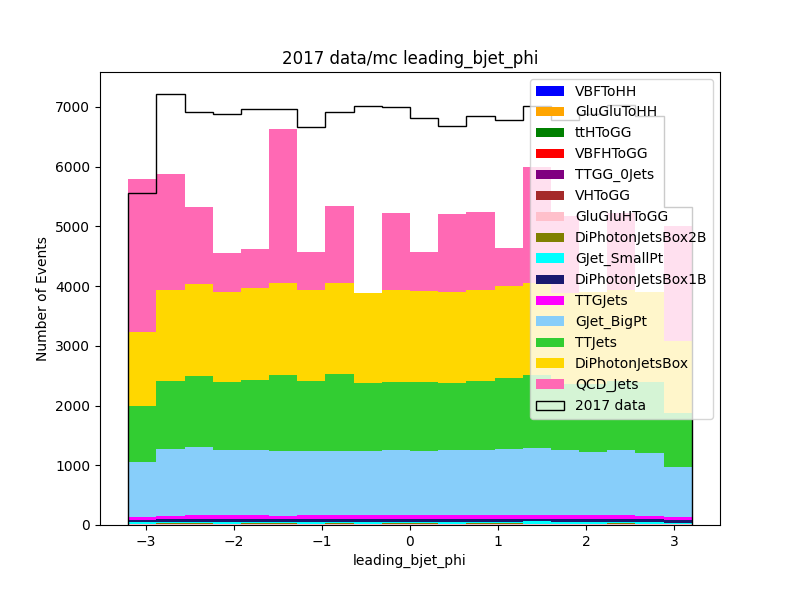 2017 data/mc leading_bjet_phi
Number of Events
7000
6000
5000
4000
3000
2000
1000
0
−3
−2
−1
0
1
2
3
leading_bjet_phi
VBFToHH
GluGluToHH
ttHToGG
VBFHToGG
TTGG_0Jets
VHToGG
GluGluHToGG
DiPhotonJetsBox2B
GJet_SmallPt
DiPhotonJetsBox1B
TTGJets
GJet_BigPt
TTJets
DiPhotonJetsBox
QCD_Jets
2017 data